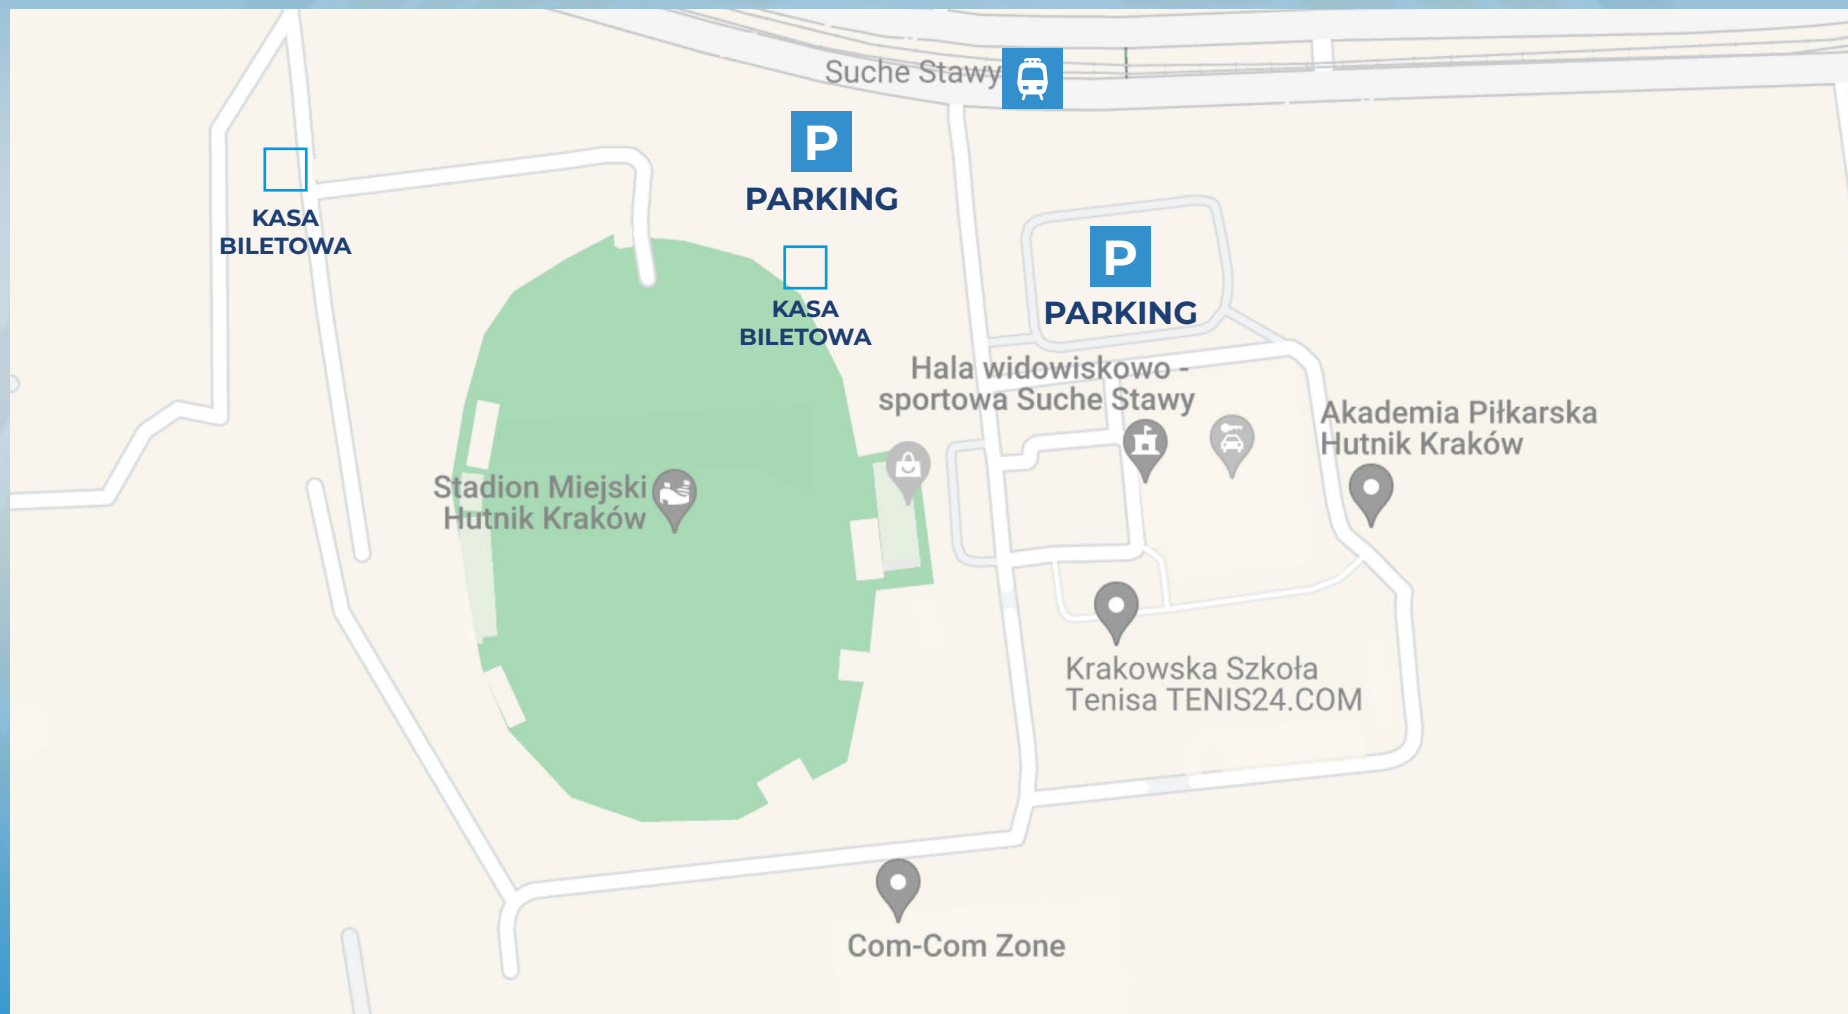 Suche Stawy
P
PARKING
KASA
BILETOWA
P
PARKING
KASA
BILETOWA
Hala widowiskowo -
sportowa Suche Stawy
Akademia Piłkarska
Hutnik Kraków
Stadion Miejski
Hutnik Kraków
Krakowska Szkoła
Tenisa TENIS24.COM
Com-Com Zone